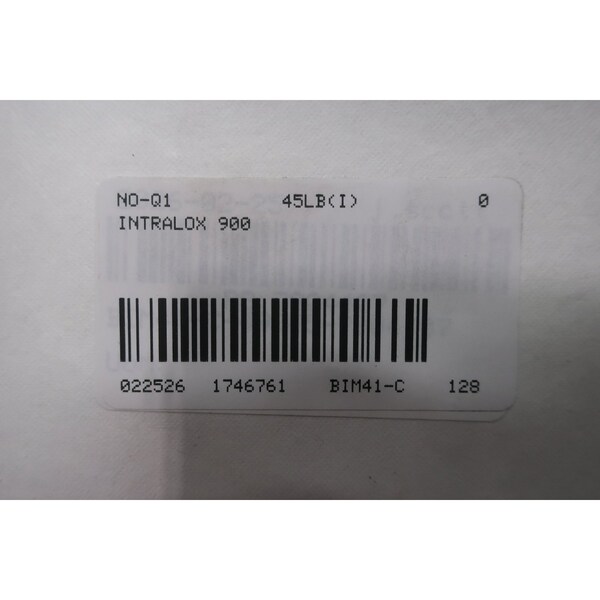 NO-Q1 45LB(I) 0
INTRALOX 900
022526 1746761 BIM41-C 128